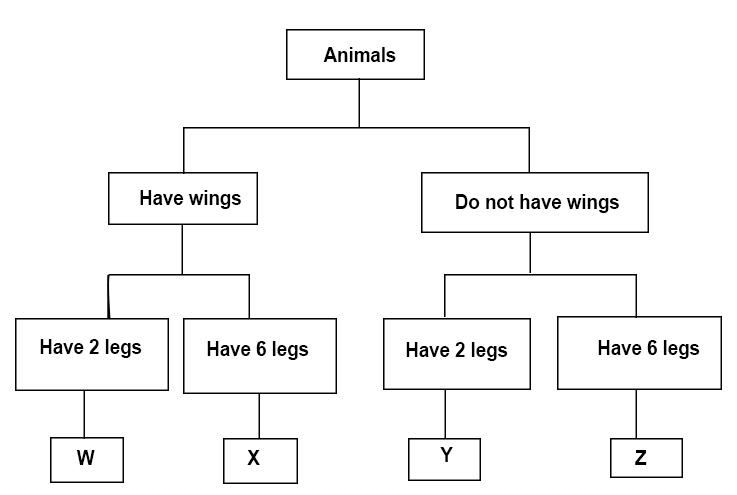 Animals
Have wings
Do not have wings
Have 2 legs
Have 6 legs
Have 2 legs
Have 6 legs
W
X
Y
Z